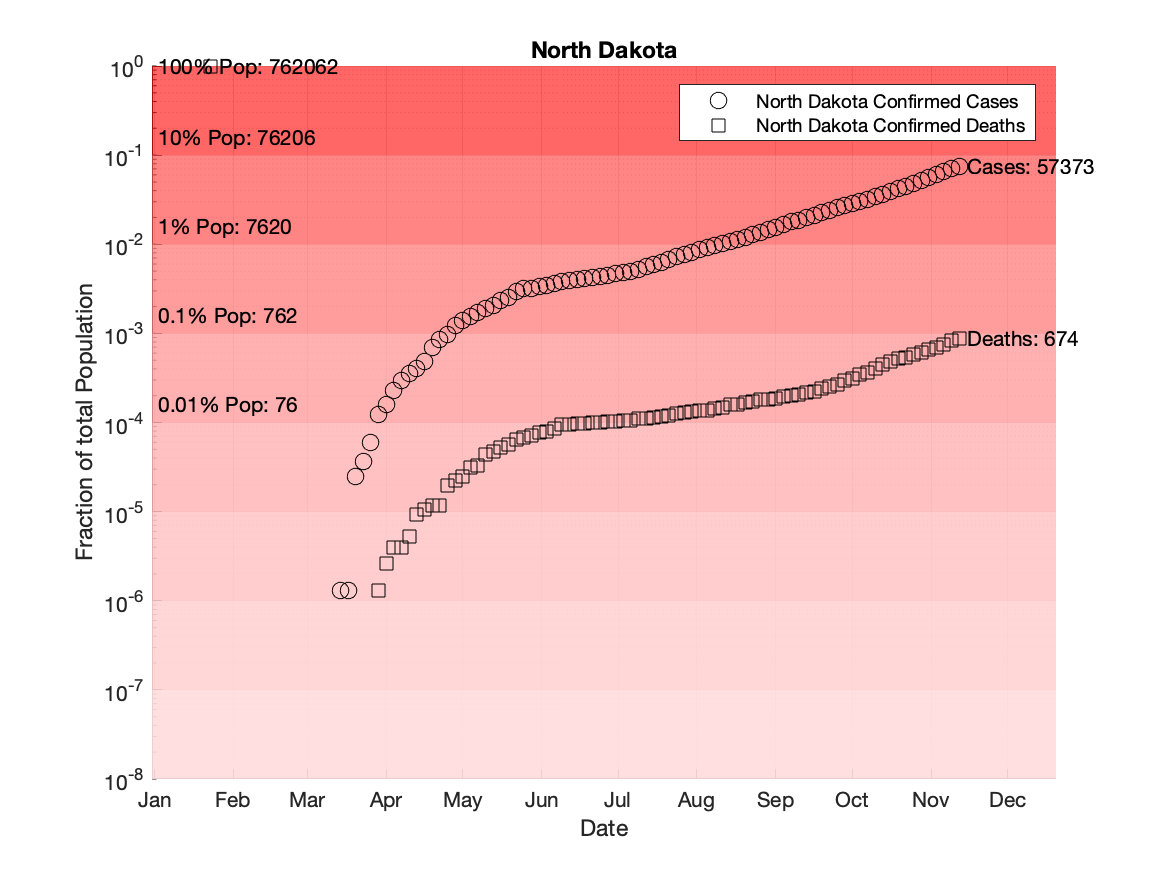 North Dakota
10^0
100% Pop: 762062
North Dakota Confirmed Cases
North Dakota Confirmed Deaths
10% Pop: 76206
10^-1
Cases: 57373
1% Pop: 7620
10^-2
0.1% Pop: 762
10^-3
Deaths: 674
0.01% Pop: 76
10^-4
10^-5
10^-6
10^-7
10^-8
Fraction of total Population
Jan Feb Mar Apr May Jun Jul Aug Sep Oct Nov Dec
Date